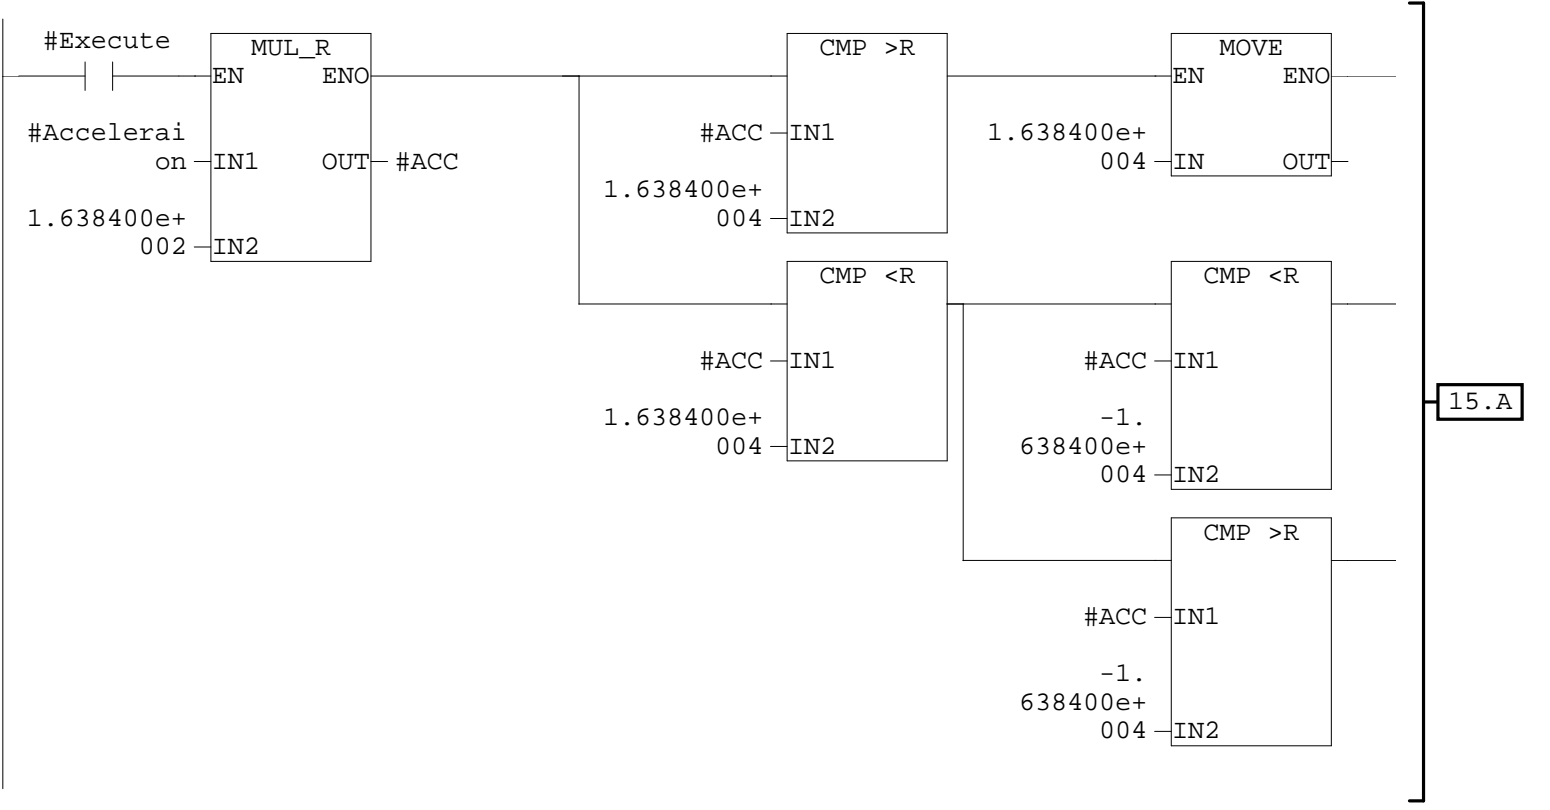 #Execute
MUL_R
EN ENO
#Accelerai
on IN1 OUT #ACC
1.638400e+
002 IN2
CMP >R
#ACC IN1
1.638400e+
004 IN2
MOVE
EN ENO
1.638400e+
004 IN OUT
CMP <R
#ACC IN1
1.638400e+
004 IN2
CMP <R
#ACC IN1
-1.
638400e+
004 IN2
CMP >R
#ACC IN1
-1.
638400e+
004 IN2
15.A